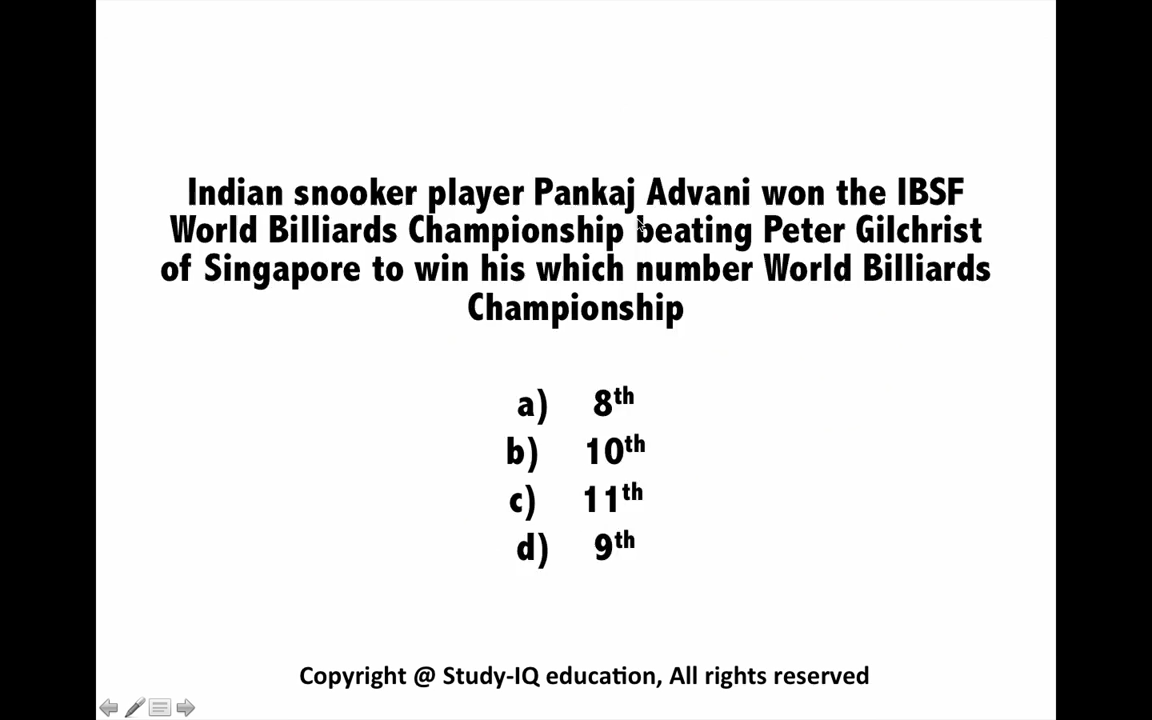 Indian snooker player Pankaj Advani won the IBSF
World Billiards Championship beating Peter Gilchrist
of Singapore to win his which number World Billiards
Championship
a) 8th
b) 10th
c) 11th
d) 9th
Copyright @ Study-IQ education, All rights reserved